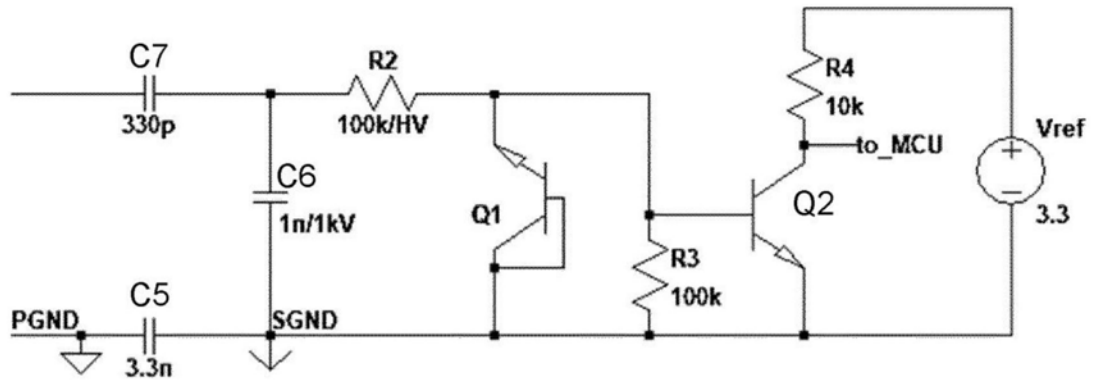 C7
330p
R2
100k/HV
C6
1n/1kV
Q1
R3
100k
Q2
R4
10k
to_MCU
Vref
+
−
3.3
PGND
C5
3.3n
SGND